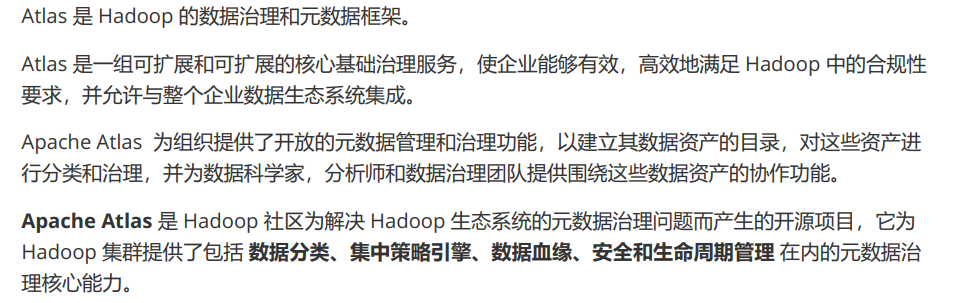 Atlas 是 Hadoop 的数据治理和元数据框架。
Atlas 是一组可扩展和可扩展的核心基础治理服务，使企业能够有效，高效地满足 Hadoop 中的合规性
要求，并允许与整个企业数据生态系统集成。
Apache Atlas 为组织提供了开放的元数据管理和治理功能，以建立其数据资产的目录，对这些资产进
行分类和治理，并为数据科学家，分析师和数据治理团队提供围绕这些数据资产的协作功能。
Apache Atlas 是 Hadoop 社区为解决 Hadoop 生态系统的元数据治理问题而产生的开源项目，它为
Hadoop 集群提供了包括 数据分类、集中策略引擎、数据血缘、安全和生命周期管理 在内的元数据治
理核心能力。